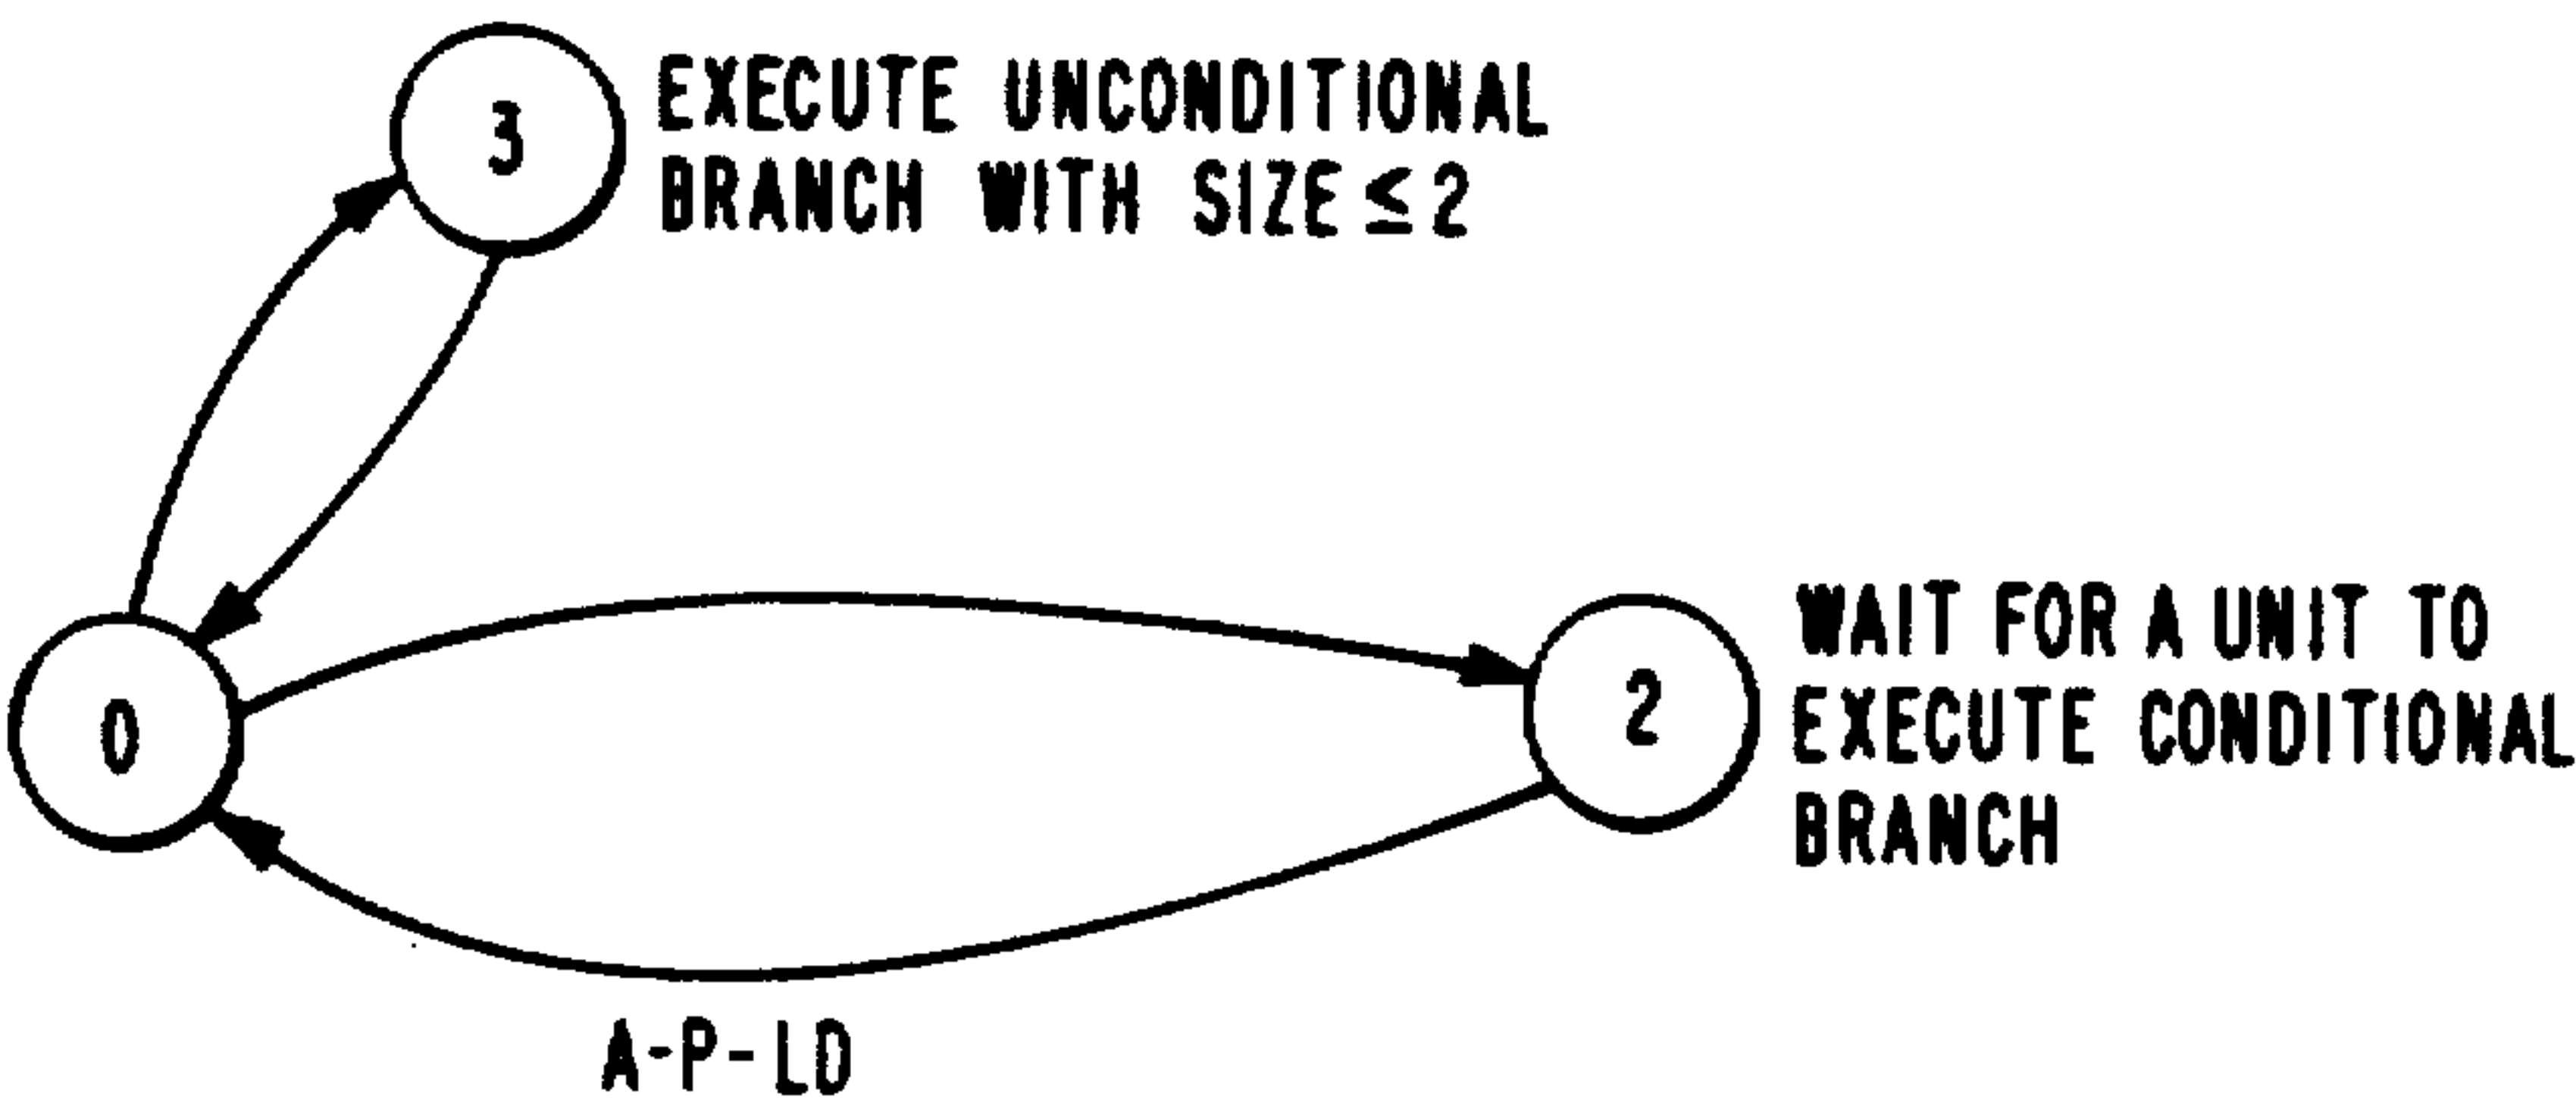 3
EXECUTE UNCONDITIONAL
BRANCH WITH SIZE ≤ 2
0
2
WAIT FOR A UNIT TO
EXECUTE CONDITIONAL
BRANCH
A-P-LD